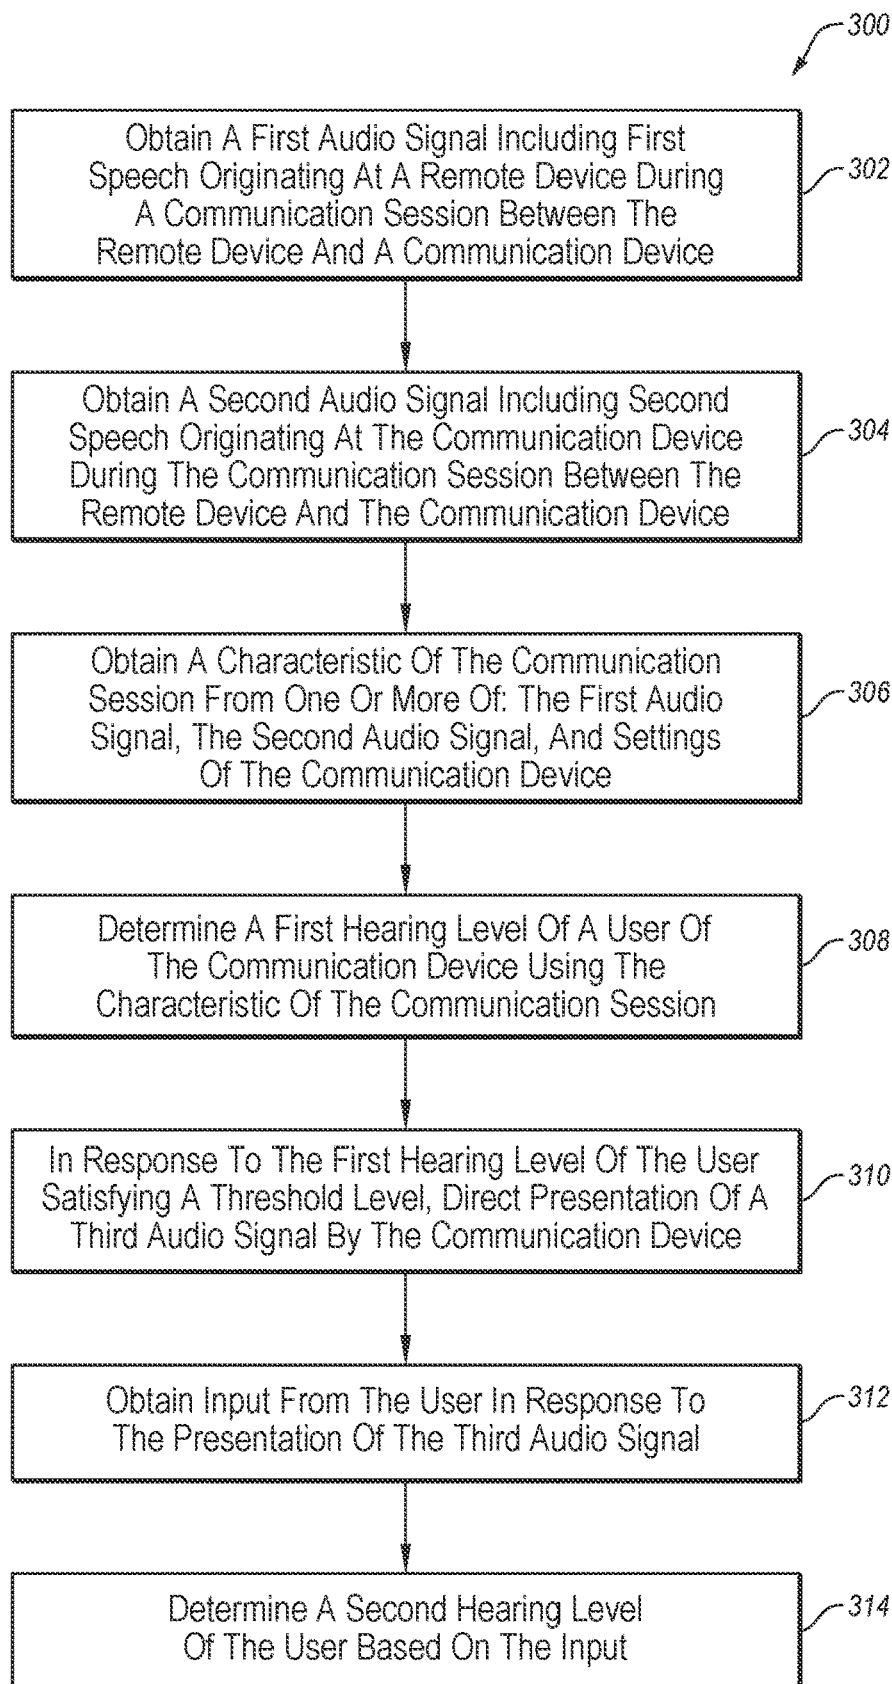 300
Obtain A First Audio Signal Including First
Speech Originating At A Remote Device During
A Communication Session Between The
Remote Device And A Communication Device
302
Obtain A Second Audio Signal Including Second
Speech Originating At The Communication Device
During The Communication Session Between The
Remote Device And The Communication Device
304
Obtain A Characteristic Of The Communication
Session From One Or More Of: The First Audio
Signal, The Second Audio Signal, And Settings
Of The Communication Device
306
Determine A First Hearing Level Of A User Of
The Communication Device Using The
Characteristic Of The Communication Session
308
In Response To The First Hearing Level Of The User
Satisfying A Threshold Level, Direct Presentation Of A
Third Audio Signal By The Communication Device
310
Obtain Input From The User In Response To
The Presentation Of The Third Audio Signal
312
Determine A Second Hearing Level
Of The User Based On The Input
314